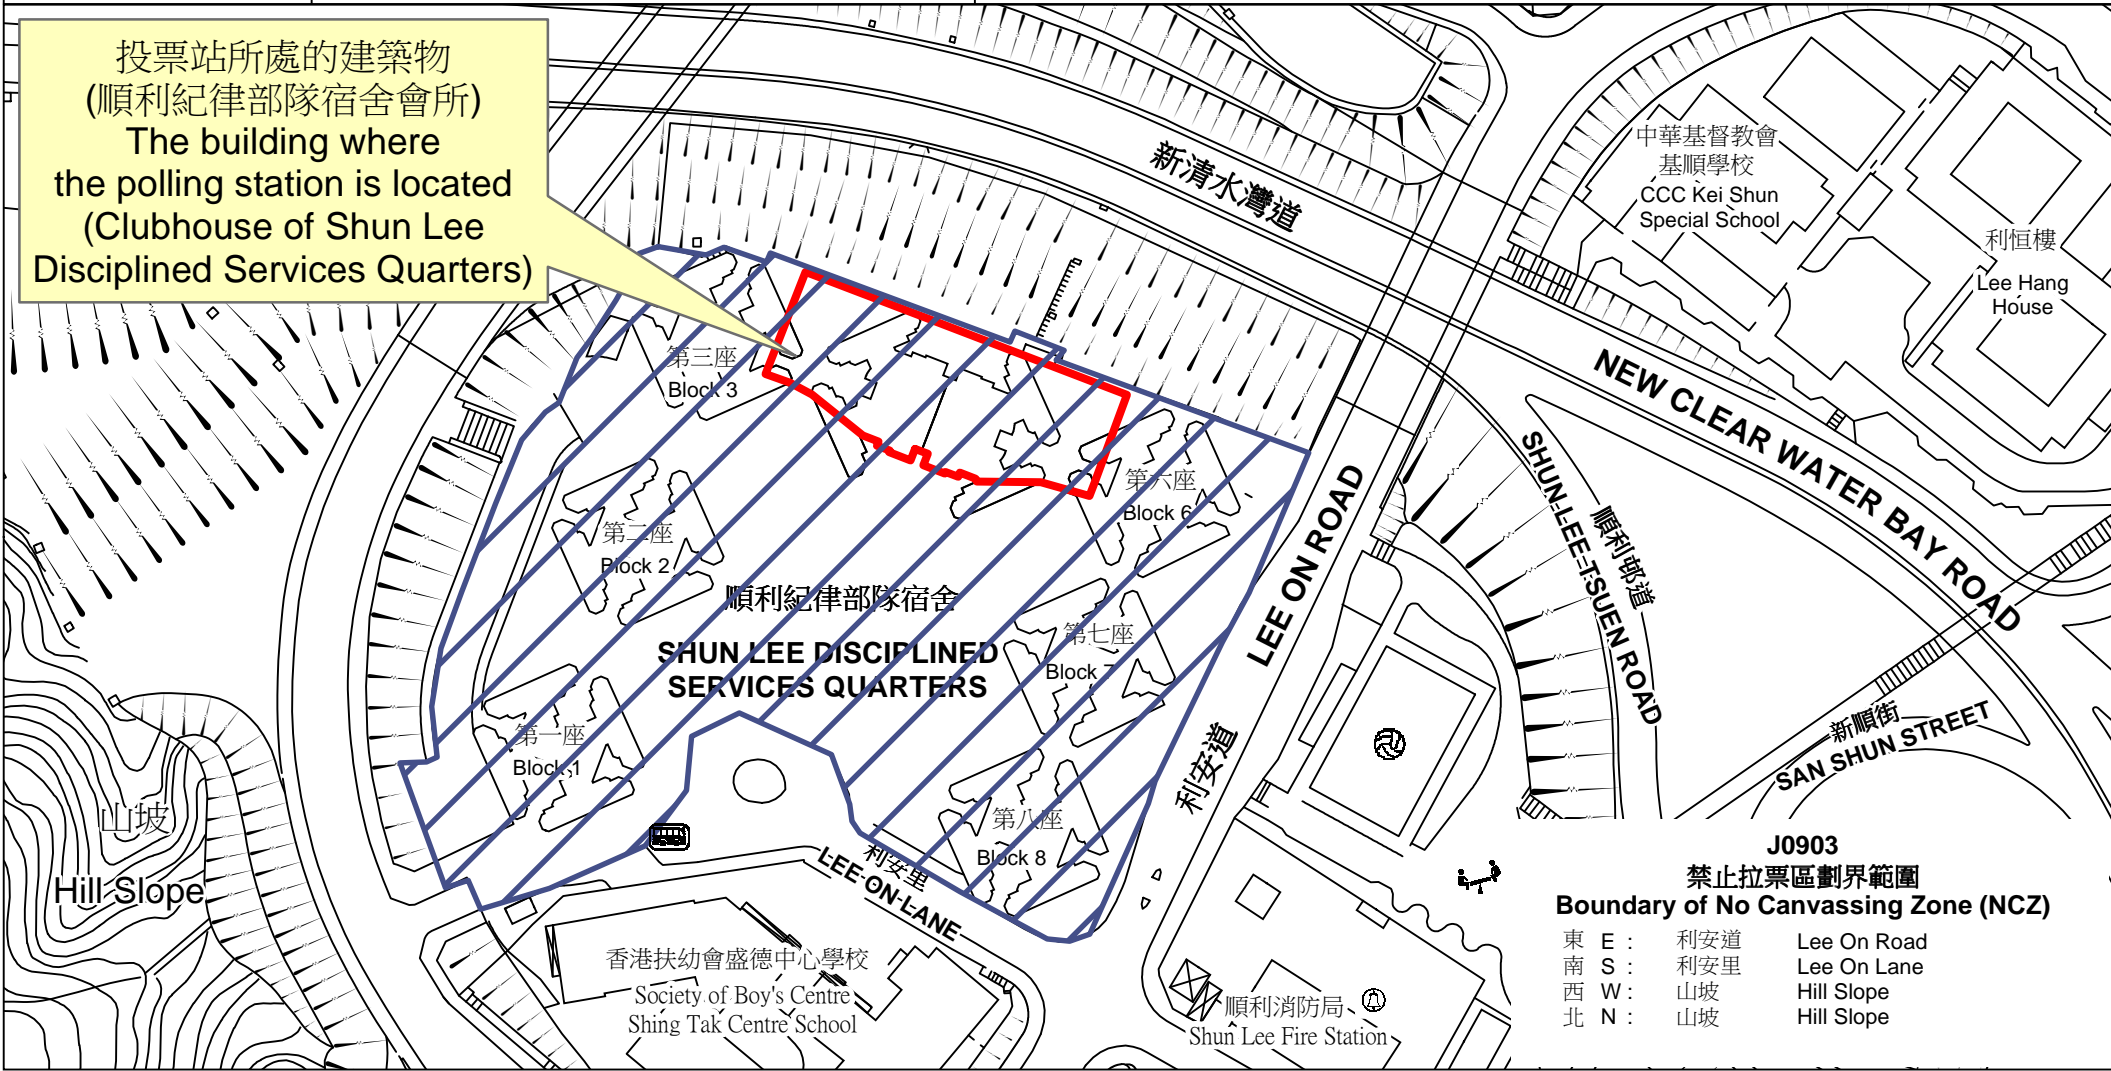 投票站所處的建築物
(順利紀律部隊宿舍會所)
The building where
the polling station is located
(Clubhouse of Shun Lee
Disciplined Services Quarters)
新清水灣道
中華基督教會
基順學校
CCC Kei Shun
Special School
利恒樓
Lee Hang
House
NEW CLEAR WATER BAY ROAD
第三座
Block 3
第六座
Block 6
第二座
Block 2
順利紀律部隊宿舍
SHUN LEE DISCIPLINED
SERVICES QUARTERS
第七座
Block 7
第一座
Block 1
第八座
Block 8
LEE ON ROAD
利安道
順利邨道
SHUN LEE TSUEN ROAD
新順街
SAN SHUN STREET
山坡
Hill Slope
利安里
LEE ON LANE
香港扶幼會盛德中心學校
Society of Boy's Centre
Shing Tak Centre School
順利消防局
Shun Lee Fire Station
J0903
禁止拉票區劃界範圍
Boundary of No Canvassing Zone (NCZ)
東 E : 利安道 Lee On Road
南 S : 利安里 Lee On Lane
西 W : 山坡 Hill Slope
北 N : 山坡 Hill Slope